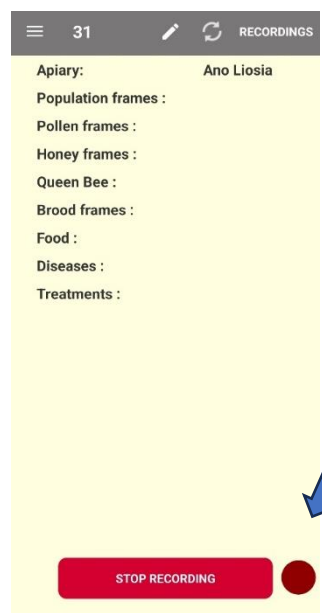 31 RECORDINGS
Apiary: Ano Liosia
Population frames :
Pollen frames :
Honey frames :
Queen Bee :
Brood frames :
Food :
Diseases :
Treatments :
STOP RECORDING